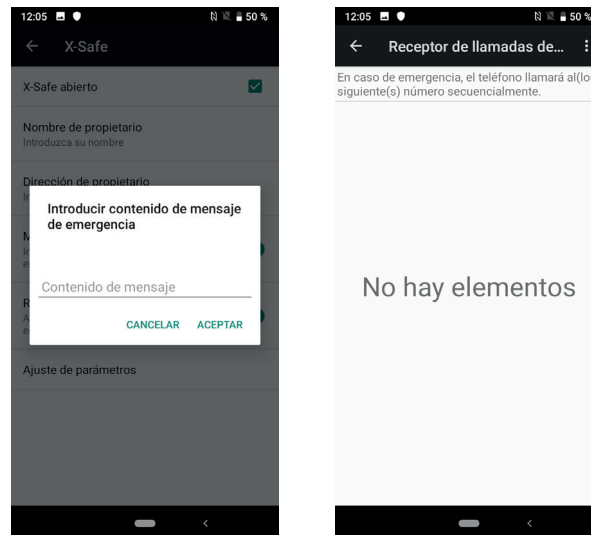 12:05
50 %
X-Safe
X-Safe abierto
Nombre de propietario
Introduzca su nombre
Dirección de propietario
Introducir contenido de mensaje
de emergencia
Contenido de mensaje
CANCELAR ACEPTAR
Ajuste de parámetros
12:05
50 %
Receptor de llamadas de...
En caso de emergencia, el teléfono llamará al(los
siguiente(s) número secuencialmente.
No hay elementos